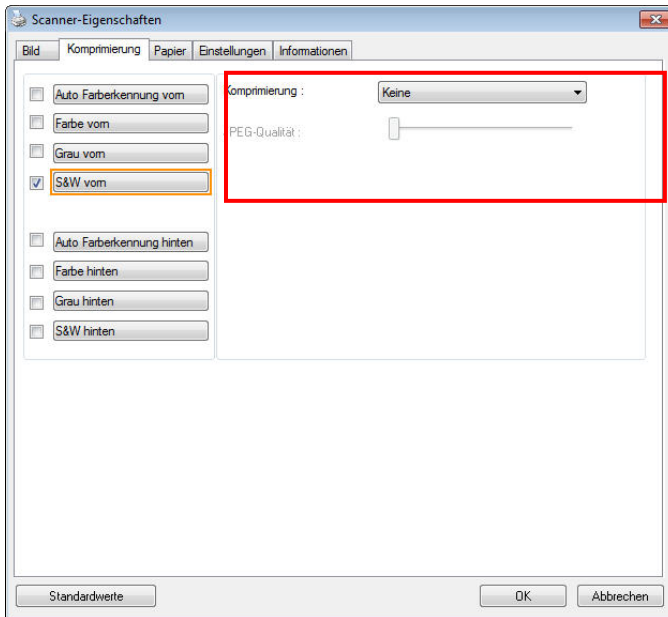 Scanner-Eigenschaften
Bild Komprimierung Papier Einstellungen Informationen
Auto Farberkennung vorn
Farbe vorn
Grau vorn
S&W vorn
Auto Farberkennung hinten
Farbe hinten
Grau hinten
S&W hinten
Komprimierung : Keine
JPEG-Qualität :
Standardwerte OK Abbrechen